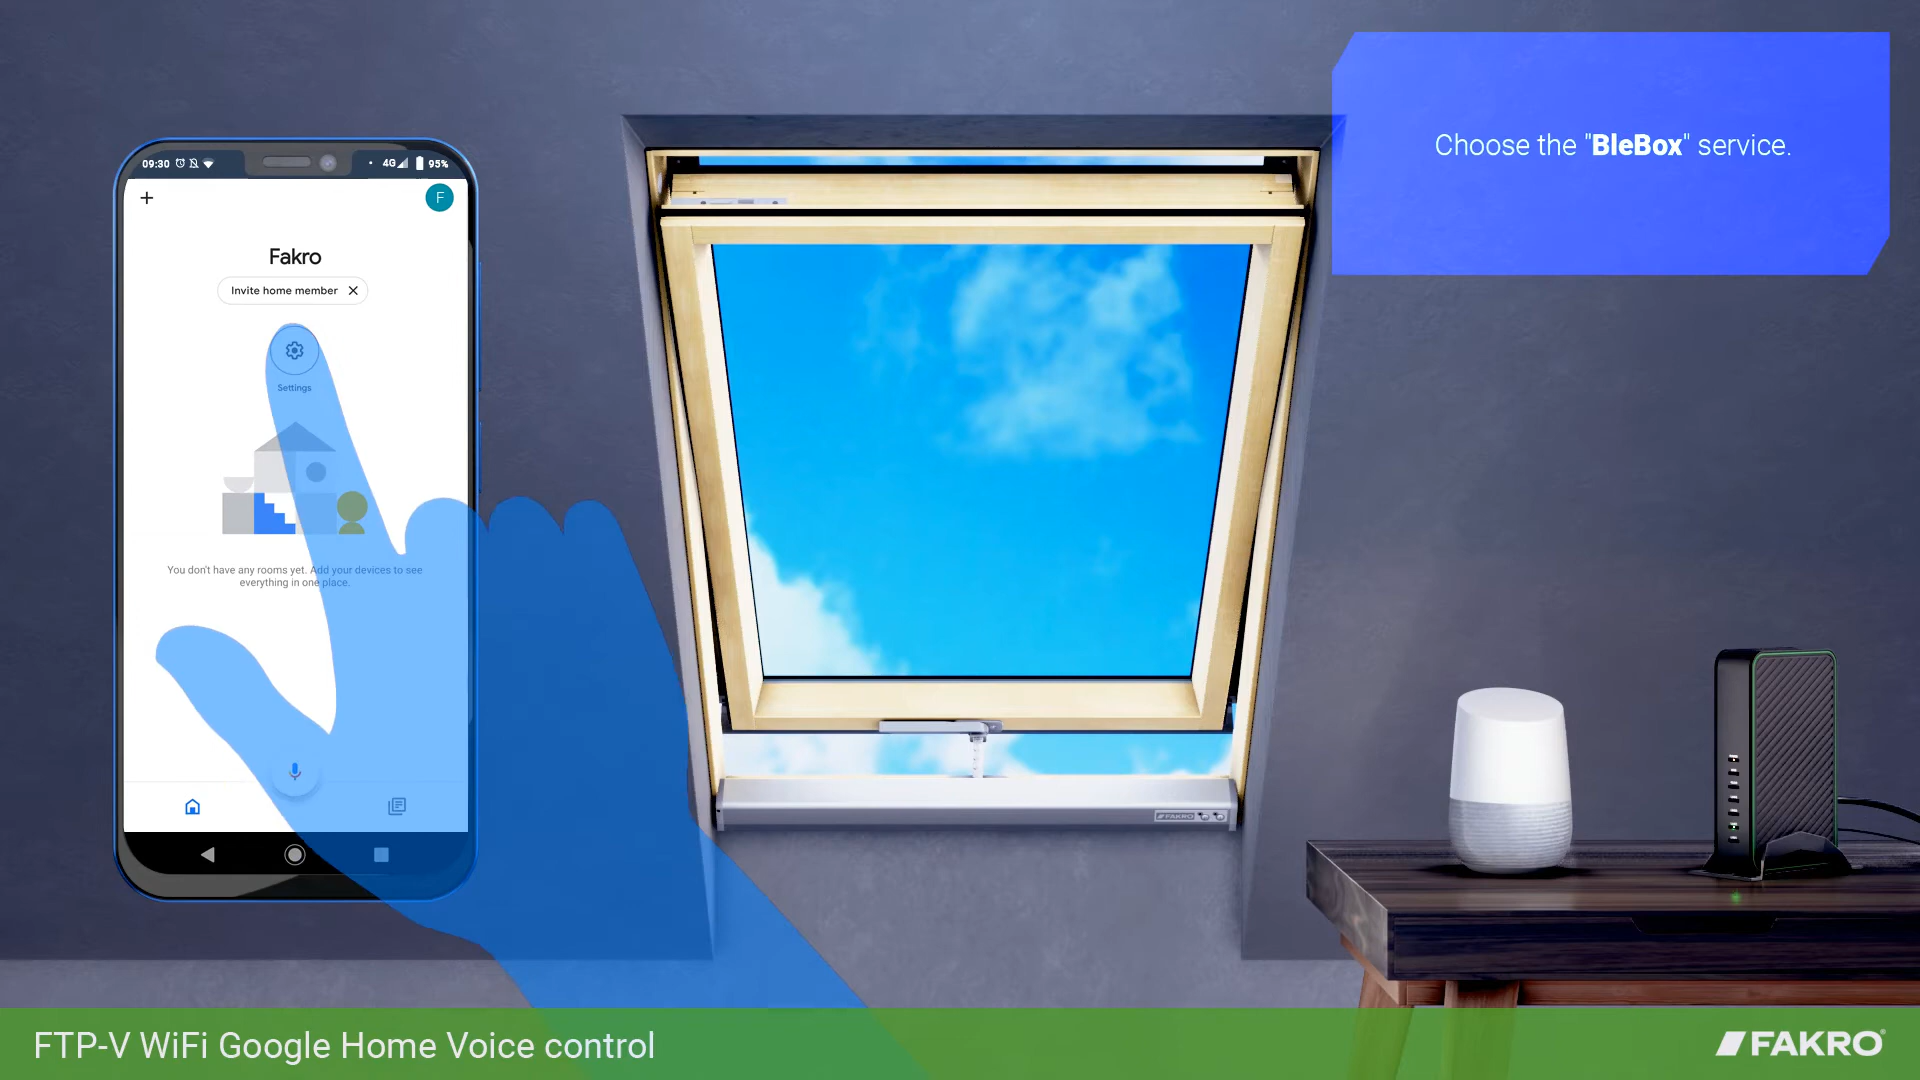 09:30
4G
95%
F
Fakro
Invite home member
Settings
You don't have any rooms yet. Add your devices to see
everything in one place.
Choose the "BleBox" service.
FAKRO
FTP-V WiFi Google Home Voice control
FAKRO®